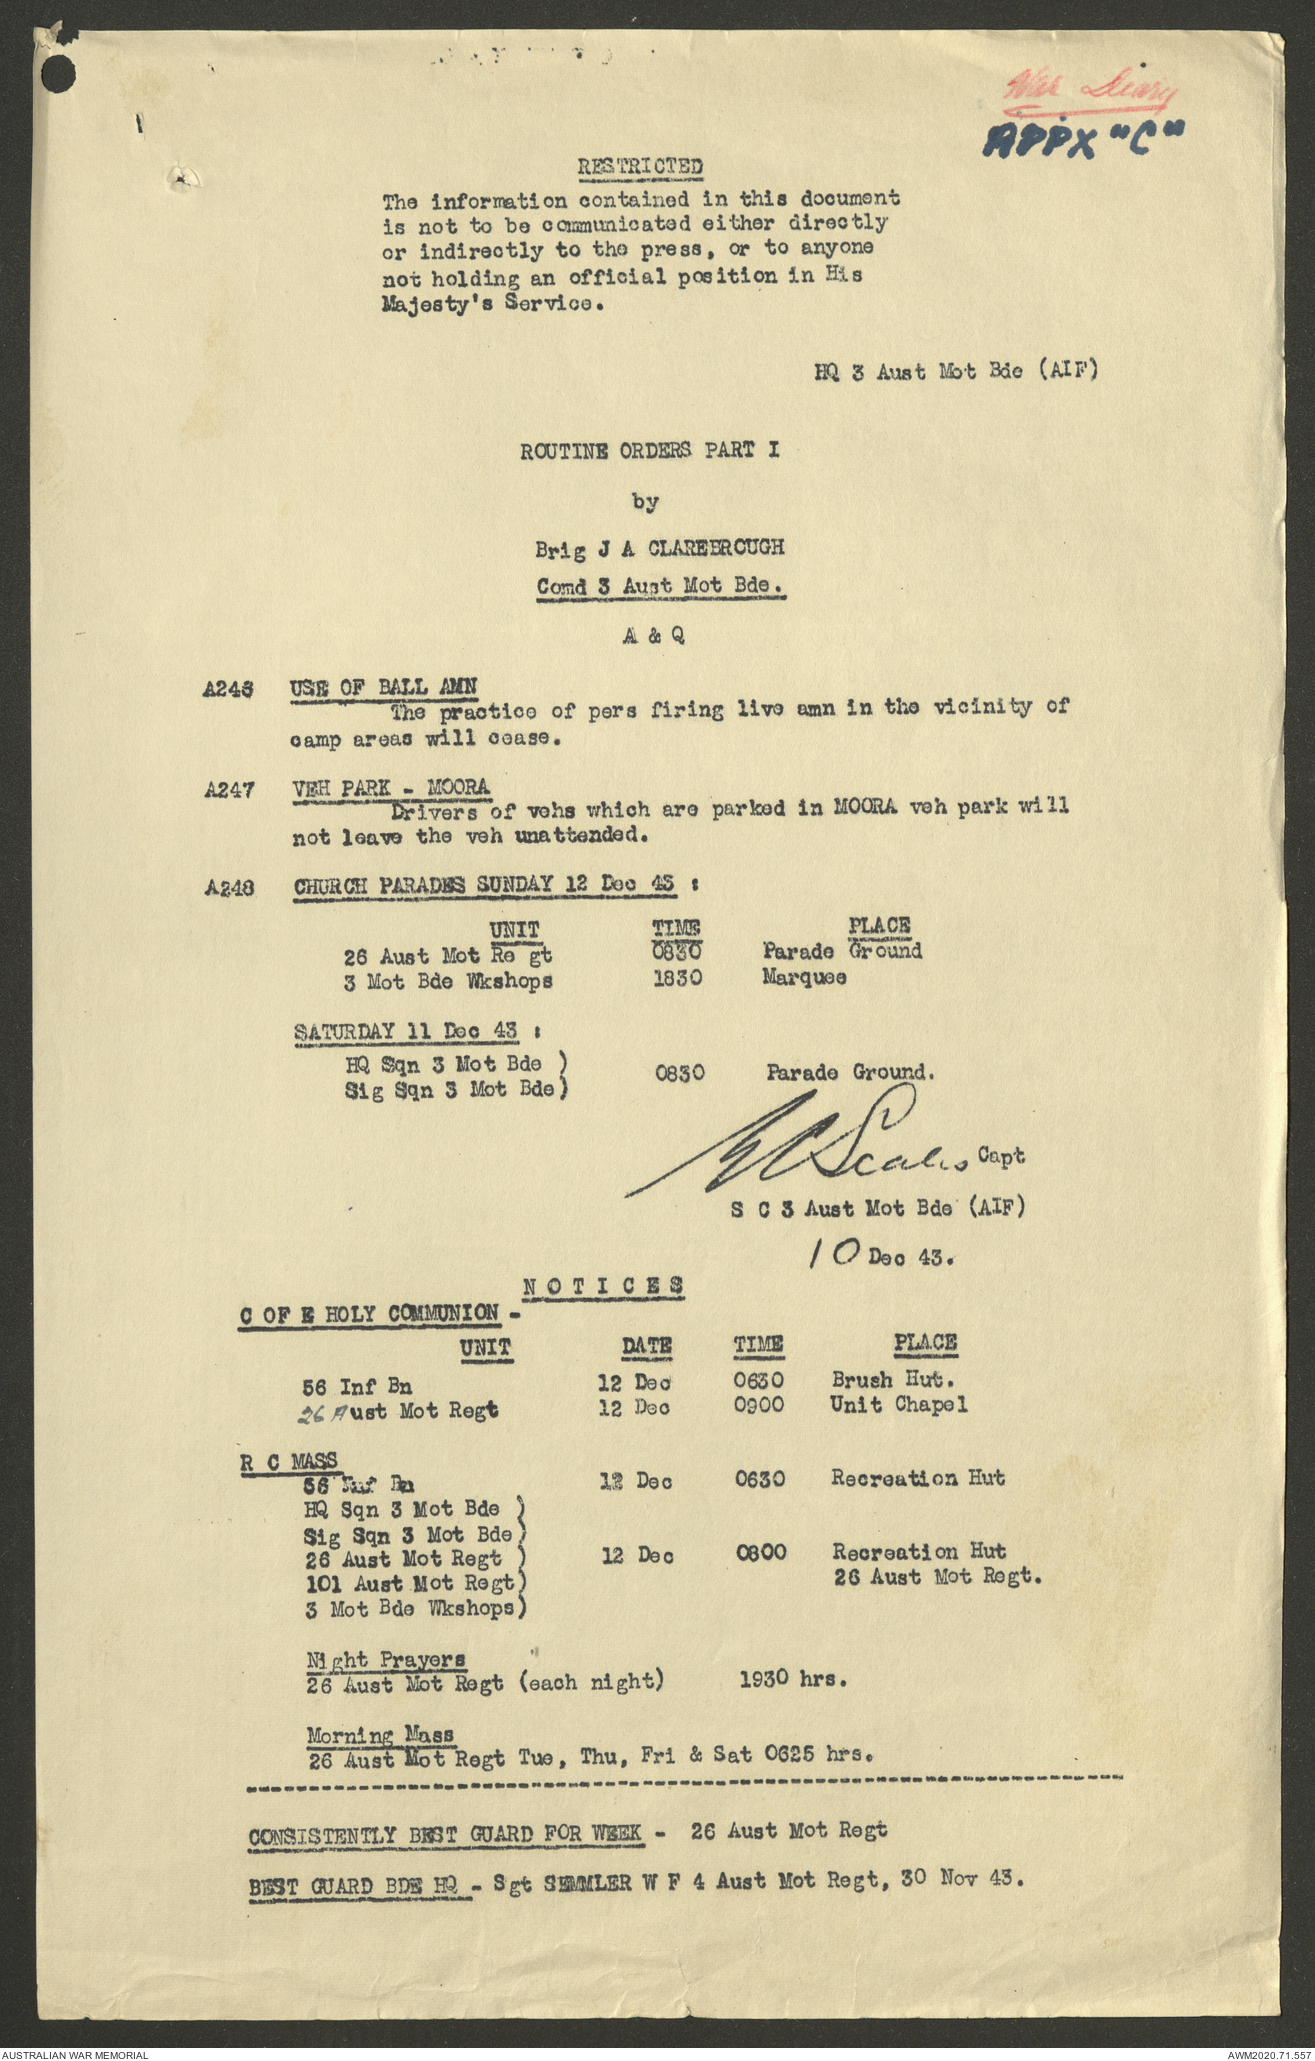 War Diary
APPX "C"
RESTRICTED
The information contained in this document
is not to be communicated either directly
or indirectly to the press, or to anyone
not holding an official position in His
Majesty's Service.
HQ 3 Aust Mot Bde (AIF)
ROUTINE ORDERS PART I
by
Brig J A CLAREBROUGH
Comd 3 Aust Mot Bde.
A & Q
A246 USE OF BALL AMN
The practice of pers firing live amn in the vicinity of
camp areas will cease.
A247 VEH PARK - MOORA
Drivers of vehs which are parked in MOORA veh park will
not leave the veh unattended.
A248 CHURCH PARADES SUNDAY 12 Dec 43 :
UNIT TIME PLACE
26 Aust Mot Re gt 0830 Parade Ground
3 Mot Bde Wkshops 1830 Marquee
SATURDAY 11 Dec 43 :
HQ Sqn 3 Mot Bde )
Sig Sqn 3 Mot Bde) 0830 Parade Ground.
Scales Capt
S C 3 Aust Mot Bde (AIF)
10 Dec 43.
N O T I C E S
C OF E HOLY COMMUNION -
UNIT DATE TIME PLACE
56 Inf Bn 12 Dec 0630 Brush Hut.
26 Aust Mot Regt 12 Dec 0900 Unit Chapel
R C MASS
56 Inf Bn 12 Dec 0630 Recreation Hut
HQ Sqn 3 Mot Bde )
Sig Sqn 3 Mot Bde)
26 Aust Mot Regt ) 12 Dec 0800 Recreation Hut
101 Aust Mot Regt) 26 Aust Mot Regt.
3 Mot Bde Wkshops)
Night Prayers
26 Aust Mot Regt (each night) 1930 hrs.
Morning Mass
26 Aust Mot Regt Tue, Thu, Fri & Sat 0625 hrs.
CONSISTENTLY BEST GUARD FOR WEEK - 26 Aust Mot Regt
BEST GUARD BDE HQ - Sgt SEMMLER W F 4 Aust Mot Regt, 30 Nov 43.
AUSTRALIAN WAR MEMORIAL AWM2020.71.557